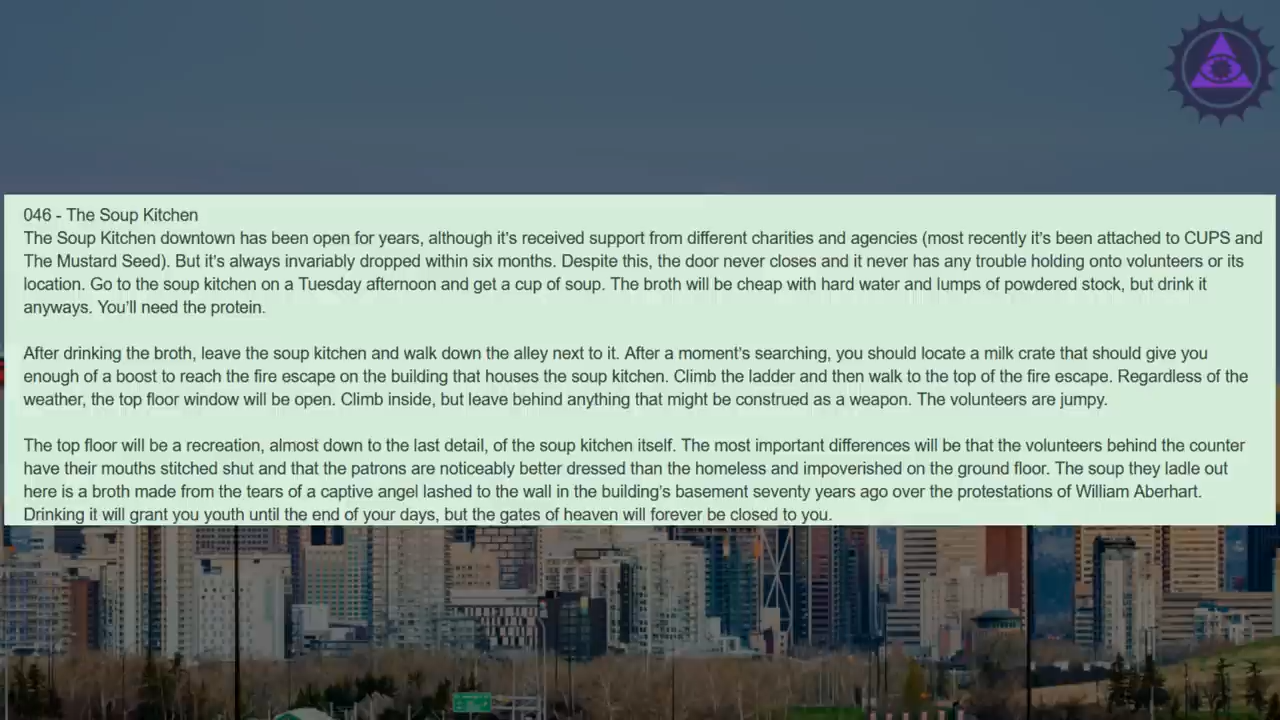 046 - The Soup Kitchen
The Soup Kitchen downtown has been open for years, although it's received support from different charities and agencies (most recently it's been attached to CUPS and
The Mustard Seed). But it's always invariably dropped within six months. Despite this, the door never closes and it never has any trouble holding onto volunteers or its
location. Go to the soup kitchen on a Tuesday afternoon and get a cup of soup. The broth will be cheap with hard water and lumps of powdered stock, but drink it
anyways. You'll need the protein.
After drinking the broth, leave the soup kitchen and walk down the alley next to it. After a moment's searching, you should locate a milk crate that should give you
enough of a boost to reach the fire escape on the building that houses the soup kitchen. Climb the ladder and then walk to the top of the fire escape. Regardless of the
weather, the top floor window will be open. Climb inside, but leave behind anything that might be construed as a weapon. The volunteers are jumpy.
The top floor will be a recreation, almost down to the last detail, of the soup kitchen itself. The most important differences will be that the volunteers behind the counter
have their mouths stitched shut and that the patrons are noticeably better dressed than the homeless and impoverished on the ground floor. The soup they ladle out
here is a broth made from the tears of a captive angel lashed to the wall in the building's basement seventy years ago over the protestations of William Aberhart.
Drinking it will grant you youth until the end of your days, but the gates of heaven will forever be closed to you.